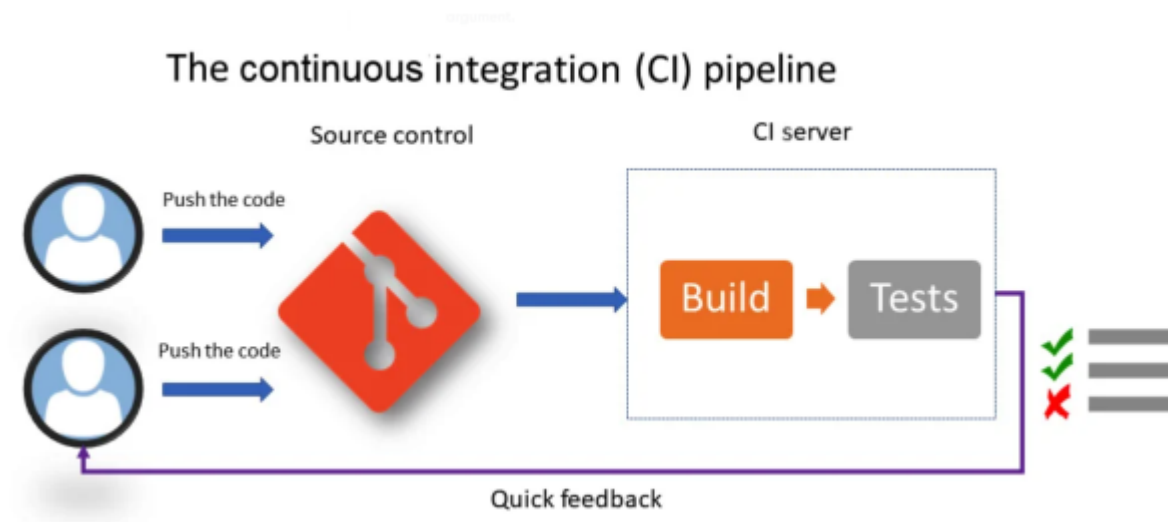 argument.
The continuous integration (CI) pipeline
Source control
CI server
Push the code
Build
Tests
Push the code
Quick feedback